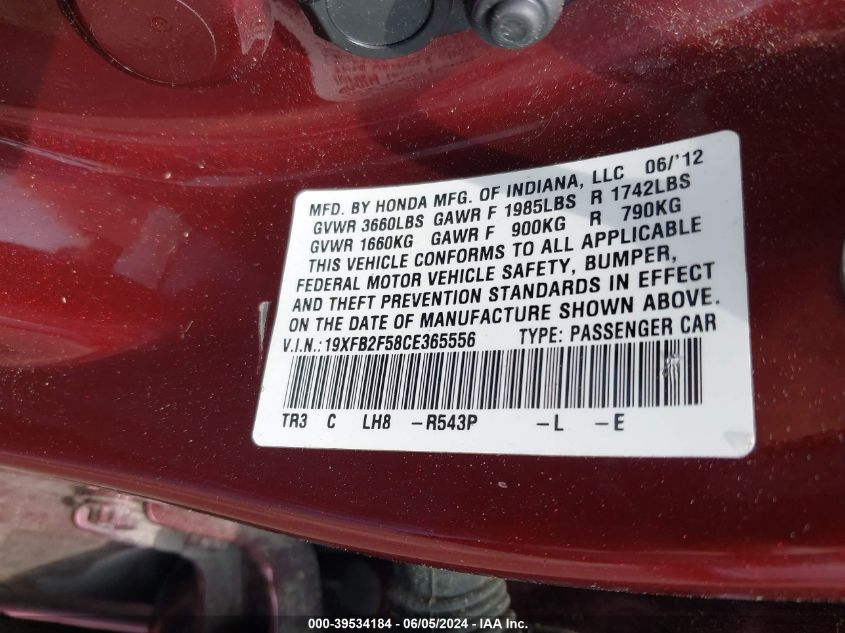 MFD. BY HONDA MFG. OF INDIANA, LLC 06/'12
GVWR 3660LBS GAWR F 1985LBS R 1742LBS
GVWR 1660KG GAWR F 900KG R 790KG
THIS VEHICLE CONFORMS TO ALL APPLICABLE
FEDERAL MOTOR VEHICLE SAFETY, BUMPER,
AND THEFT PREVENTION STANDARDS IN EFFECT
ON THE DATE OF MANUFACTURE SHOWN ABOVE.
V.I.N.:19XFB2F58CE365556 TYPE: PASSENGER CAR
TR3 C LH8 -R543P -L -E
000-39534184 - 06/05/2024 - IAA Inc.